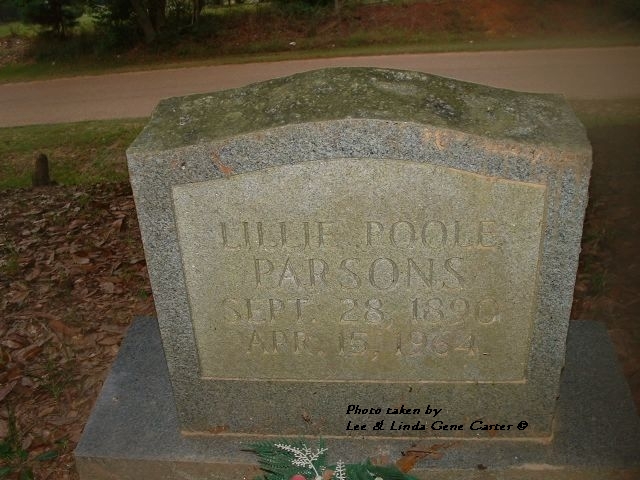 LILLIE POOLE
PARSONS
SEPT. 28, 1890
APR. 15, 1964
Photo taken by
Lee & Linda Gene Carter ©